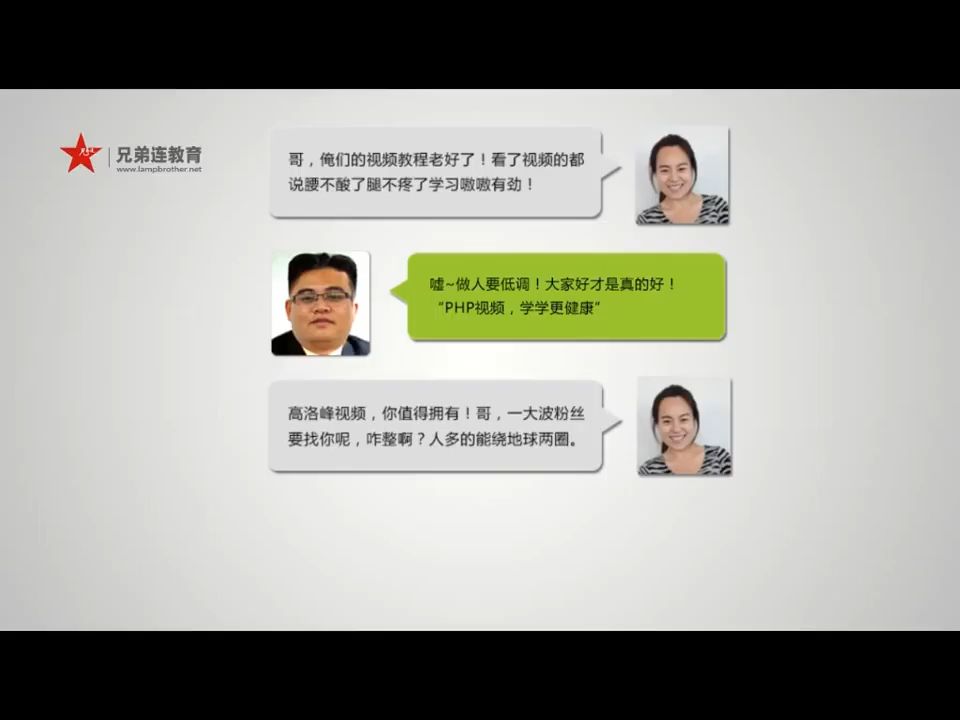 兄弟连教育
www.lampbrother.net
哥，俺们的视频教程老好了！看了视频的都
说腰不酸了腿不疼了学习嗷嗷有劲！
嘘~做人要低调！大家好才是真的好！
“PHP视频，学学更健康”
高洛峰视频，你值得拥有！哥，一大波粉丝
要找你呢，咋整啊？人多的能绕地球两圈。